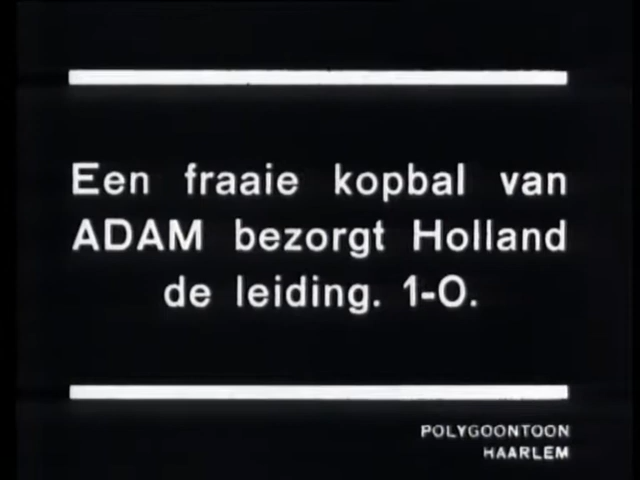 Een fraaie kopbal van
ADAM bezorgt Holland
de leiding. 1-0.
POLYGOONTOON
HAARLEM